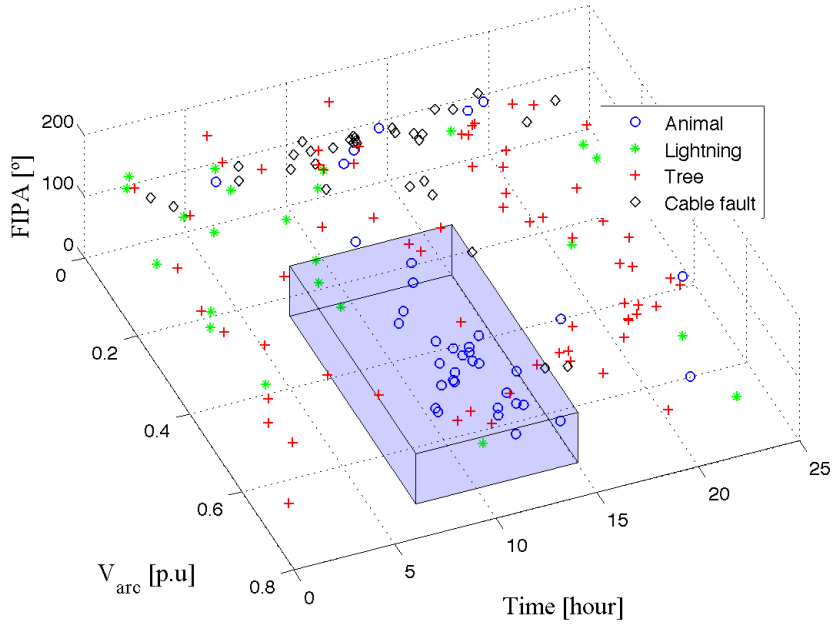 200
100
0
FIPA [°]
0
0.2
0.4
0.6
0.8
V_arc [p.u]
0
5
10
15
20
25
Time [hour]
Animal
Lightning
Tree
Cable fault